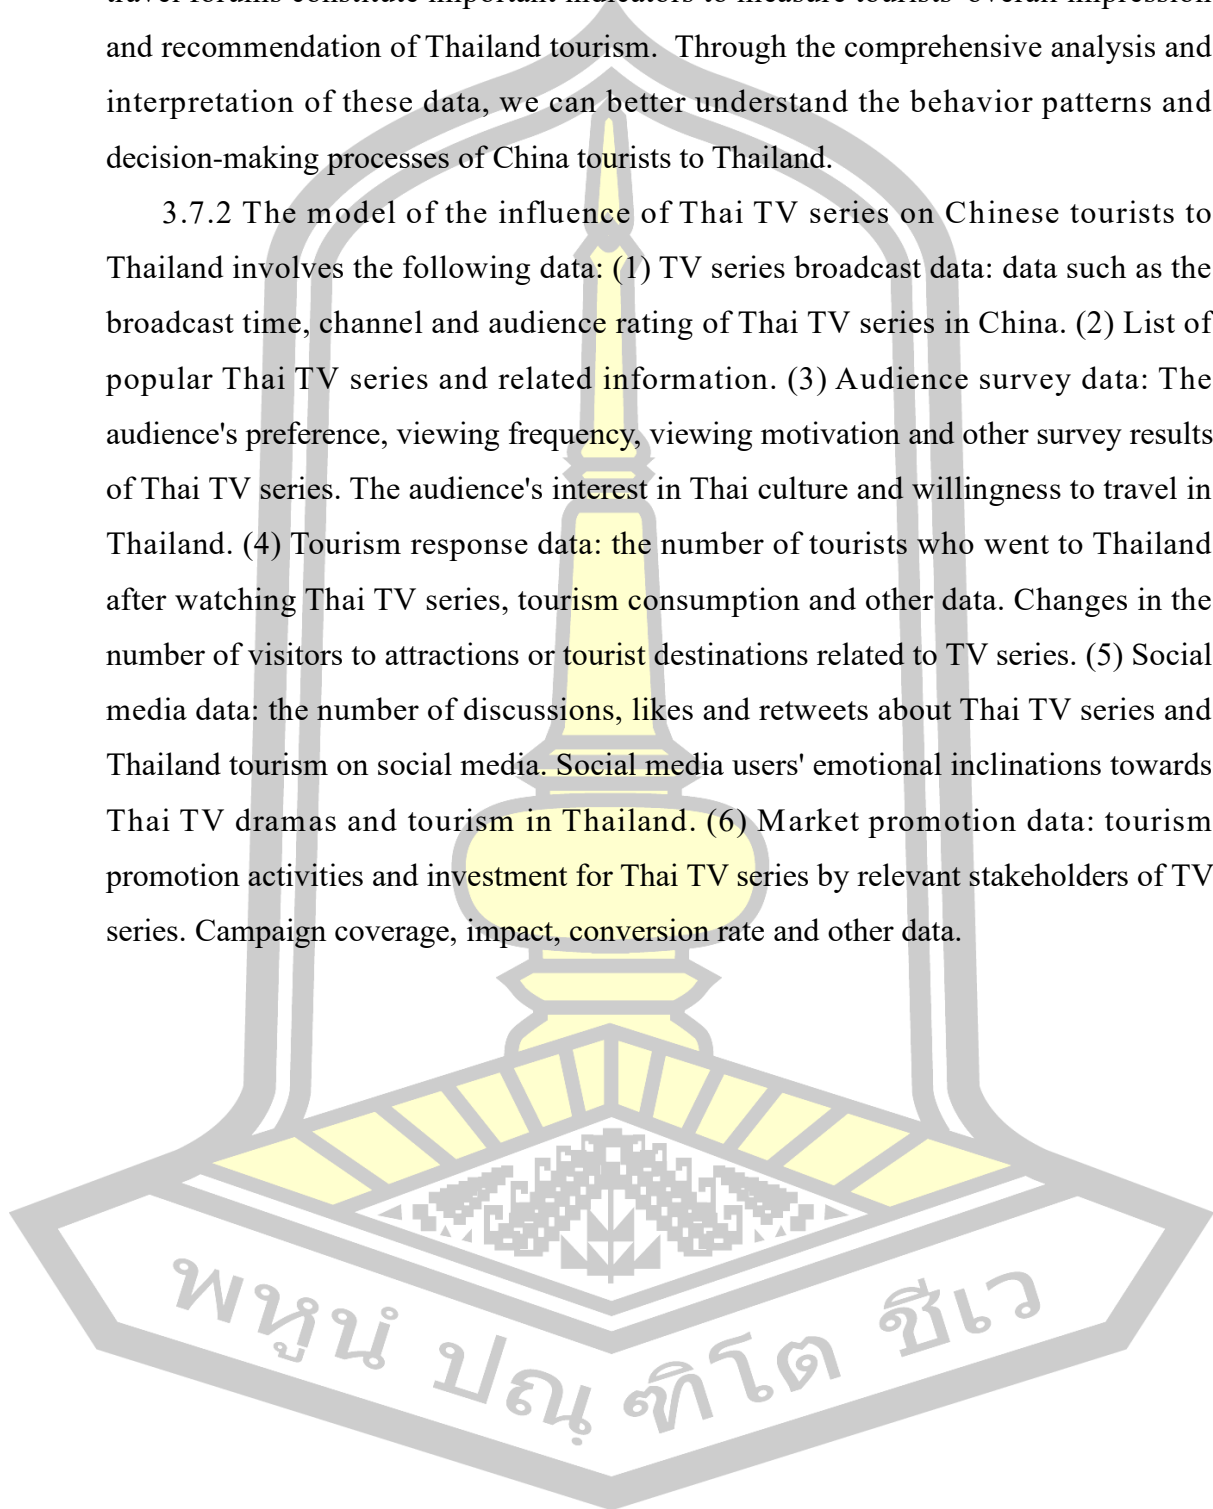 travel forums constitute important indicators to measure tourists' overall impression
and recommendation of Thailand tourism. Through the comprehensive analysis and
interpretation of these data, we can better understand the behavior patterns and
decision-making processes of China tourists to Thailand.
3.7.2 The model of the influence of Thai TV series on Chinese tourists to
Thailand involves the following data: (1) TV series broadcast data: data such as the
broadcast time, channel and audience rating of Thai TV series in China. (2) List of
popular Thai TV series and related information. (3) Audience survey data: The
audience's preference, viewing frequency, viewing motivation and other survey results
of Thai TV series. The audience's interest in Thai culture and willingness to travel in
Thailand. (4) Tourism response data: the number of tourists who went to Thailand
after watching Thai TV series, tourism consumption and other data. Changes in the
number of visitors to attractions or tourist destinations related to TV series. (5) Social
media data: the number of discussions, likes and retweets about Thai TV series and
Thailand tourism on social media. Social media users' emotional inclinations towards
Thai TV dramas and tourism in Thailand. (6) Market promotion data: tourism
promotion activities and investment for Thai TV series by relevant stakeholders of TV
series. Campaign coverage, impact, conversion rate and other data.
พหูนํ ปณฺฑิโต ชีเว